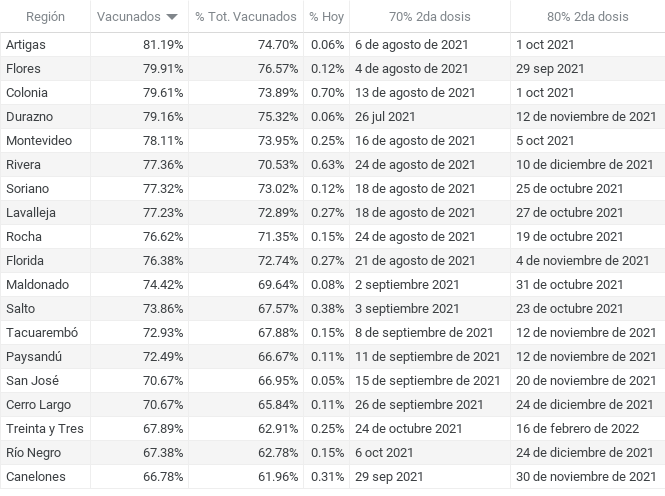 Región Vacunados % Tot. Vacunados % Hoy 70% 2da dosis 80% 2da dosis
Artigas 81.19% 74.70% 0.06% 6 de agosto de 2021 1 oct 2021
Flores 79.91% 76.57% 0.12% 4 de agosto de 2021 29 sep 2021
Colonia 79.61% 73.89% 0.70% 13 de agosto de 2021 1 oct 2021
Durazno 79.16% 75.32% 0.06% 26 jul 2021 12 de noviembre de 2021
Montevideo 78.11% 73.95% 0.25% 16 de agosto de 2021 5 oct 2021
Rivera 77.36% 70.53% 0.63% 24 de agosto de 2021 10 de diciembre de 2021
Soriano 77.32% 73.02% 0.12% 18 de agosto de 2021 25 de octubre 2021
Lavalleja 77.23% 72.89% 0.27% 18 de agosto de 2021 27 de octubre 2021
Rocha 76.62% 71.35% 0.15% 24 de agosto de 2021 19 de octubre 2021
Florida 76.38% 72.74% 0.27% 21 de agosto de 2021 4 de noviembre de 2021
Maldonado 74.42% 69.64% 0.08% 2 septiembre 2021 31 de octubre 2021
Salto 73.86% 67.57% 0.38% 3 septiembre 2021 23 de octubre 2021
Tacuarembó 72.93% 67.88% 0.15% 8 de septiembre de 2021 12 de noviembre de 2021
Paysandú 72.49% 66.67% 0.11% 11 de septiembre de 2021 12 de noviembre de 2021
San José 70.67% 66.95% 0.05% 15 de septiembre de 2021 20 de noviembre de 2021
Cerro Largo 70.67% 65.84% 0.11% 26 de septiembre 2021 24 de diciembre de 2021
Treinta y Tres 67.89% 62.91% 0.25% 24 de octubre 2021 16 de febrero de 2022
Río Negro 67.38% 62.78% 0.15% 6 oct 2021 24 de diciembre de 2021
Canelones 66.78% 61.96% 0.31% 29 sep 2021 30 de noviembre de 2021